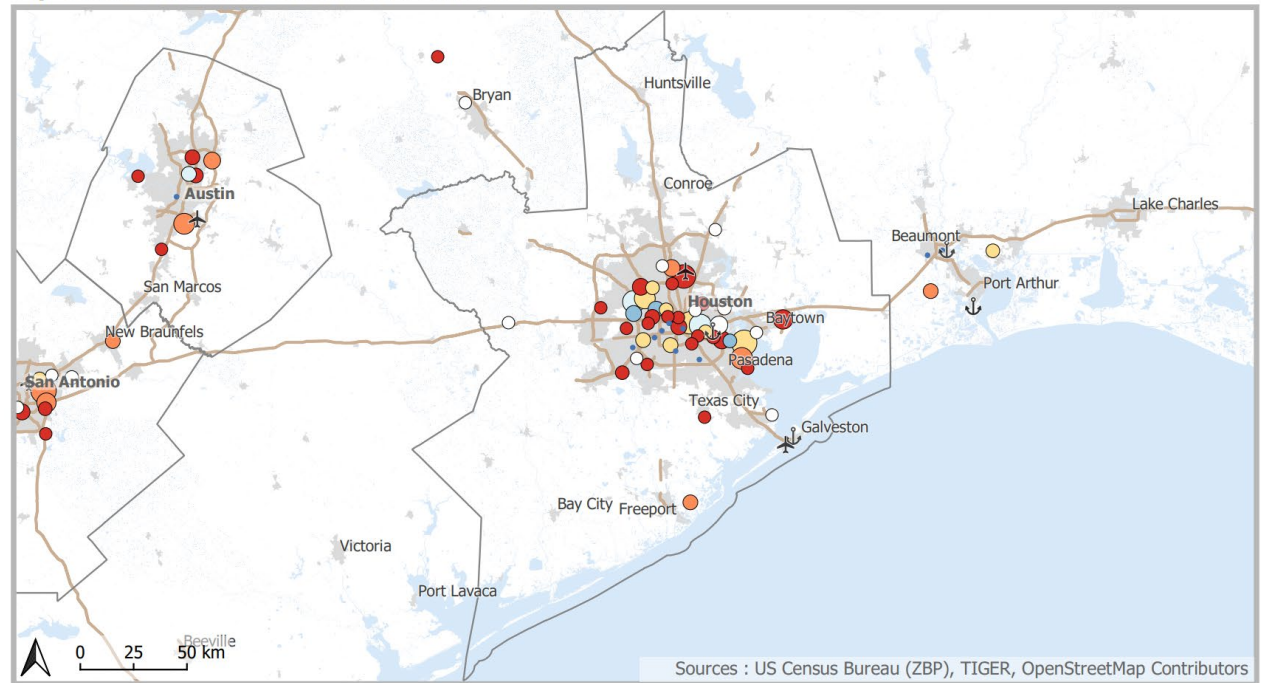 Huntsville
Bryan
Conroe
Austin
Lake Charles
Beaumont
San Marcos
Port Arthur
Houston
Baytown
New Braunfels
Pasadena
San Antonio
Texas City
Galveston
Bay City
Freeport
Victoria
Port Lavaca
Beeville
0 25 50 km
Sources : US Census Bureau (ZBP), TIGER, OpenStreetMap Contributors